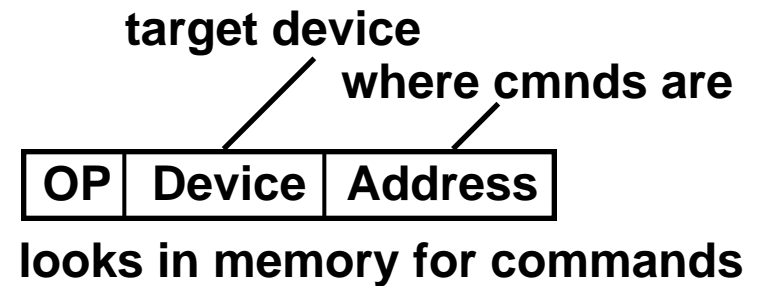 target device
where cmnds are
OP Device Address
looks in memory for commands